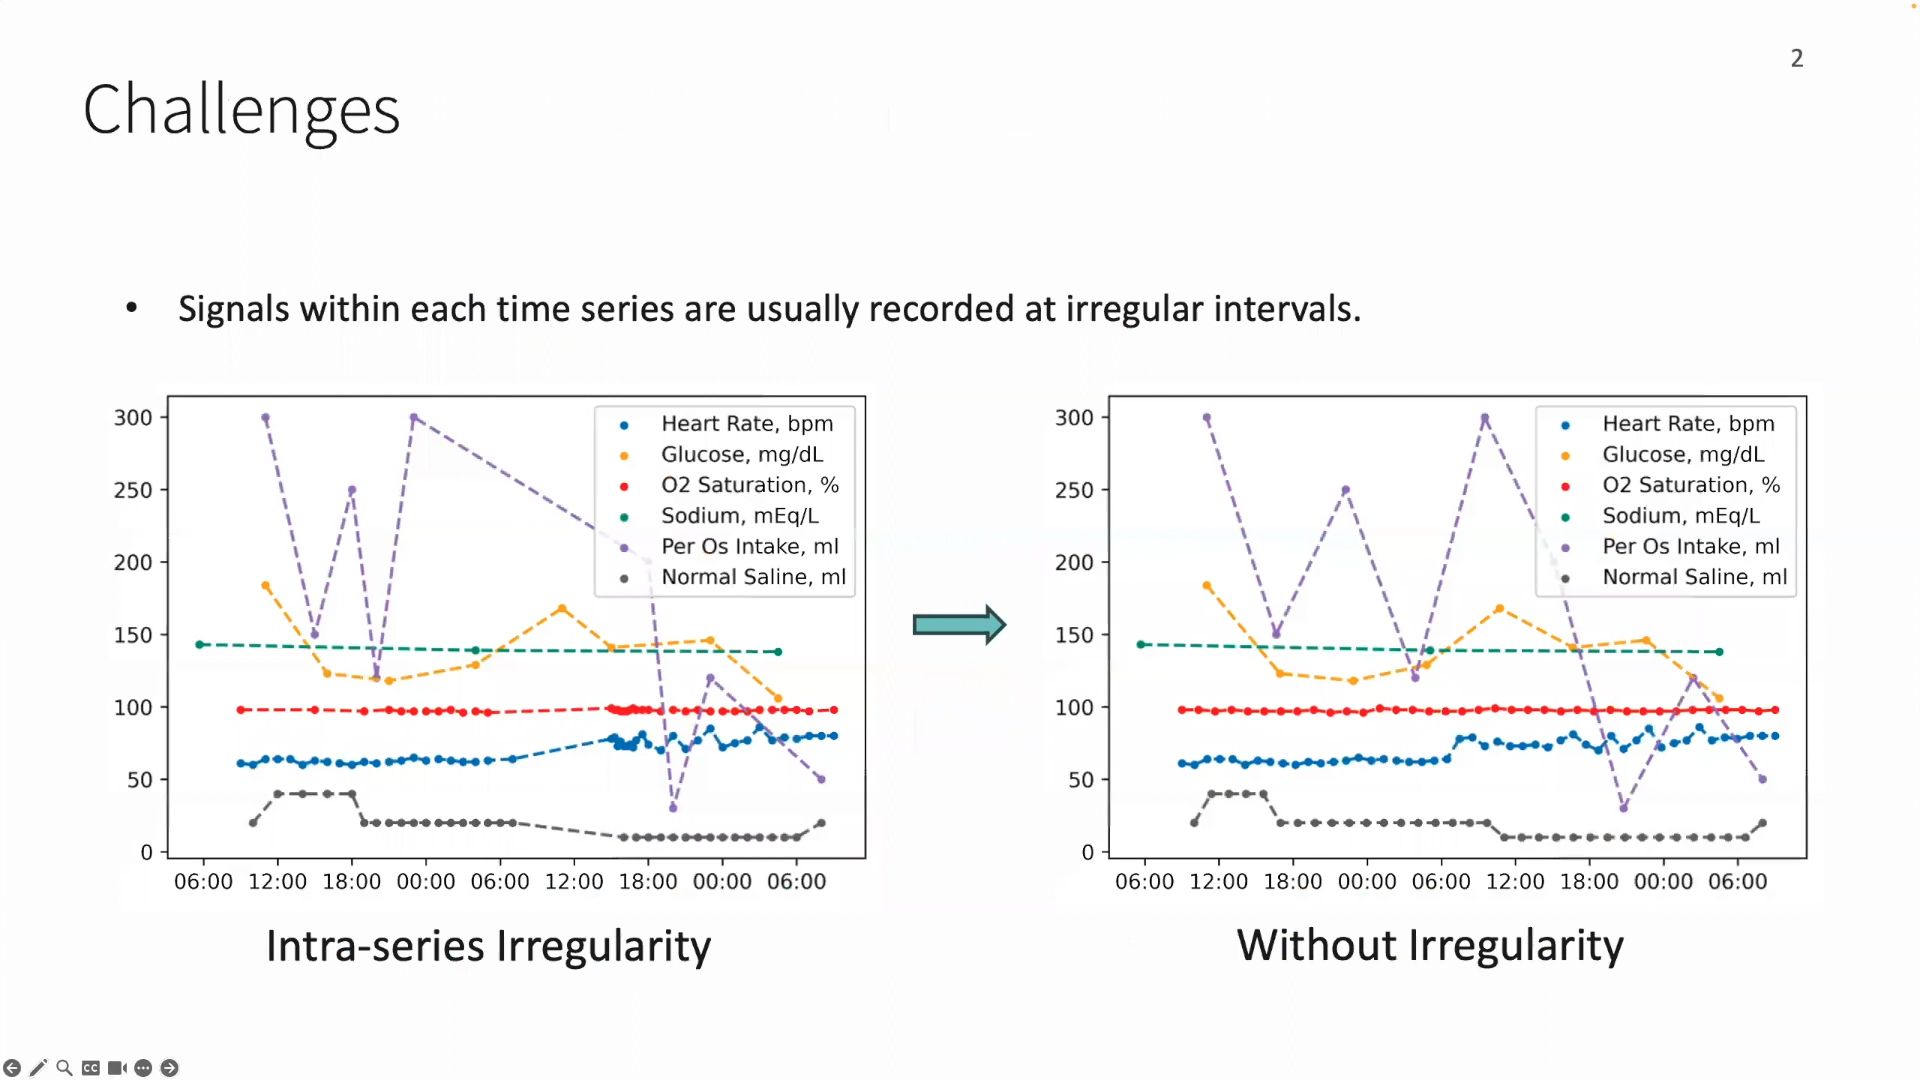 2
Challenges
• Signals within each time series are usually recorded at irregular intervals.
300
250
200
150
100
50
0
06:00 12:00 18:00 00:00 06:00 12:00 18:00 00:00 06:00
Heart Rate, bpm
Glucose, mg/dL
O2 Saturation, %
Sodium, mEq/L
Per Os Intake, ml
Normal Saline, ml
Intra-series Irregularity
300
250
200
150
100
50
0
06:00 12:00 18:00 00:00 06:00 12:00 18:00 00:00 06:00
Heart Rate, bpm
Glucose, mg/dL
O2 Saturation, %
Sodium, mEq/L
Per Os Intake, ml
Normal Saline, ml
Without Irregularity
CC